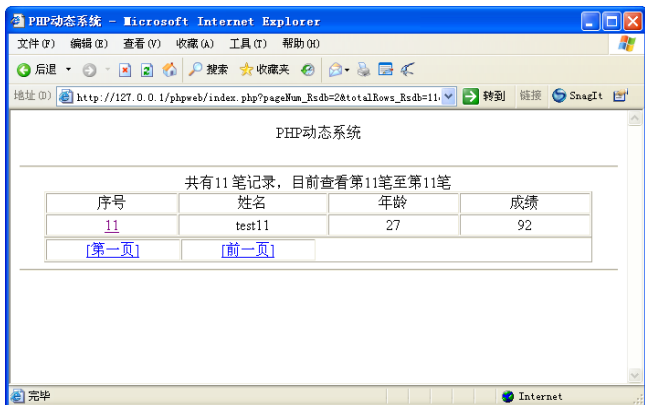 PHP动态系统 - Microsoft Internet Explorer
文件(F) 编辑(E) 查看(V) 收藏(A) 工具(T) 帮助(H)
后退 搜索 收藏夹
地址(D) http://127.0.0.1/phpweb/index.php?pageNum_Rsdb=2&totalRows_Rsdb=11 转到 链接 SnagIt
PHP动态系统
共有11 笔记录，目前查看第11笔至第11笔
序号 姓名 年龄 成绩
11 test11 27 92
[第一页] [前一页]
完毕 Internet